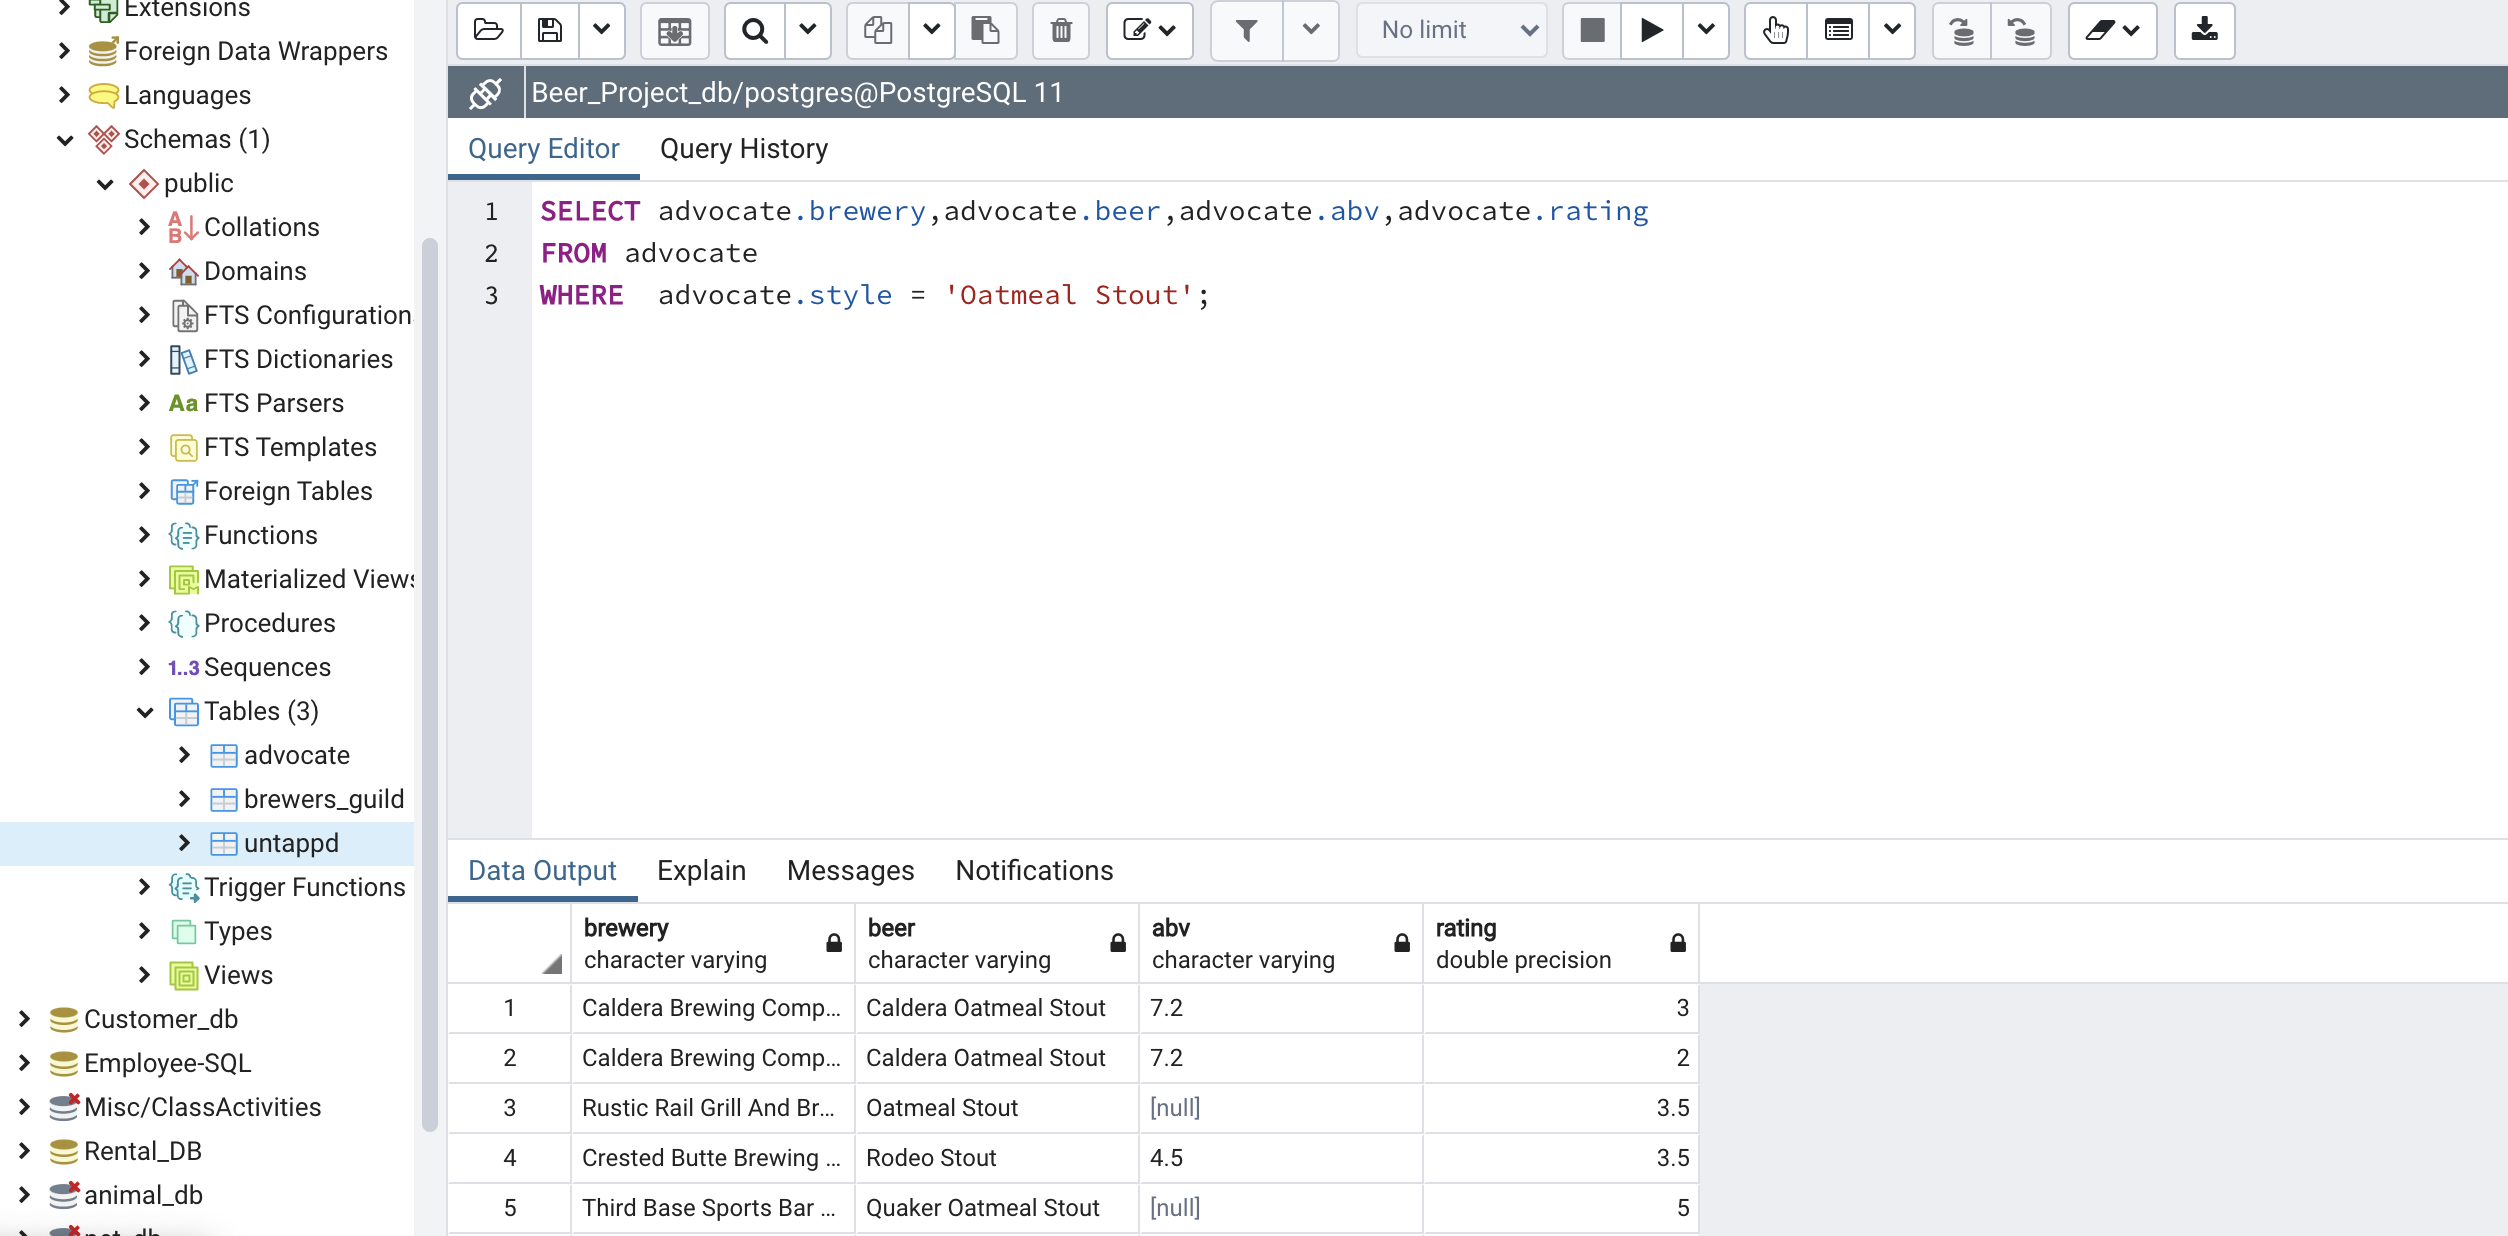 Extensions
Foreign Data Wrappers
Languages
Schemas (1)
public
Collations
Domains
FTS Configuration
FTS Dictionaries
Aa FTS Parsers
FTS Templates
Foreign Tables
Functions
Materialized Views
Procedures
1..3 Sequences
Tables (3)
advocate
brewers_guild
untappd
Trigger Functions
Types
Views
Customer_db
Employee-SQL
Misc/ClassActivities
Rental_DB
animal_db
No limit
Beer_Project_db/postgres@PostgreSQL 11
Query Editor Query History
1 SELECT advocate.brewery,advocate.beer,advocate.abv,advocate.rating
2 FROM advocate
3 WHERE  advocate.style = 'Oatmeal Stout';
Data Output Explain Messages Notifications
brewery beer abv rating
character varying character varying character varying double precision
1 Caldera Brewing Comp... Caldera Oatmeal Stout 7.2 3
2 Caldera Brewing Comp... Caldera Oatmeal Stout 7.2 2
3 Rustic Rail Grill And Br... Oatmeal Stout [null] 3.5
4 Crested Butte Brewing ... Rodeo Stout 4.5 3.5
5 Third Base Sports Bar ... Quaker Oatmeal Stout [null] 5